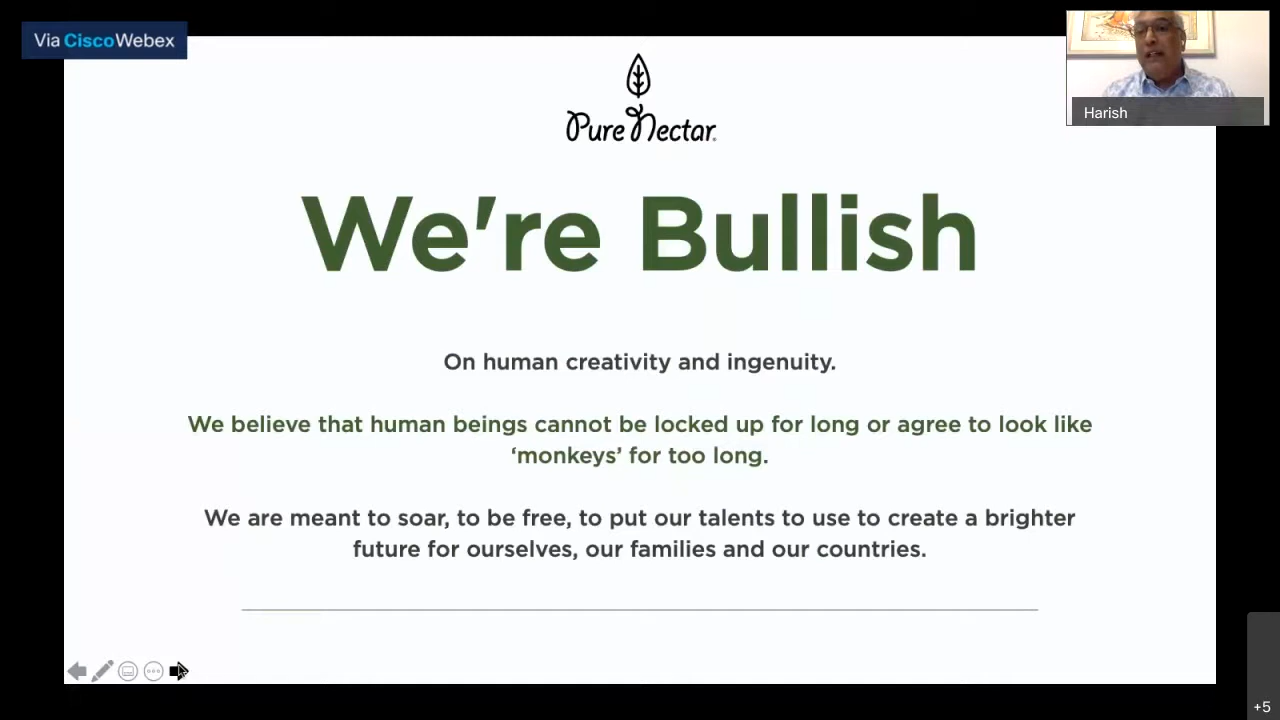 Via CiscoWebex
Harish
Pure Nectar
We're Bullish
On human creativity and ingenuity.
We believe that human beings cannot be locked up for long or agree to look like
‘monkeys’ for too long.
We are meant to soar, to be free, to put our talents to use to create a brighter
future for ourselves, our families and our countries.
+5